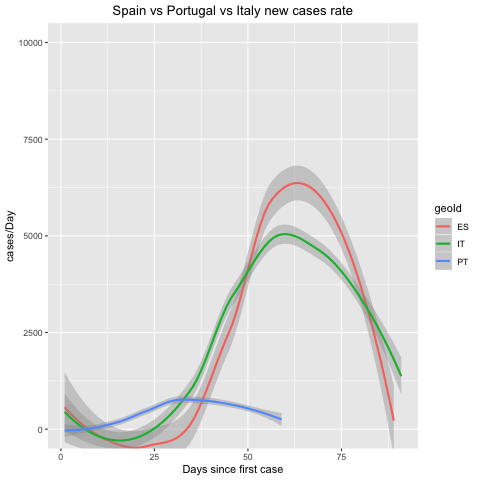 Spain vs Portugal vs Italy new cases rate
10000
7500
5000
2500
0
cases/Day
0 25 50 75
Days since first case
geoId
ES
IT
PT